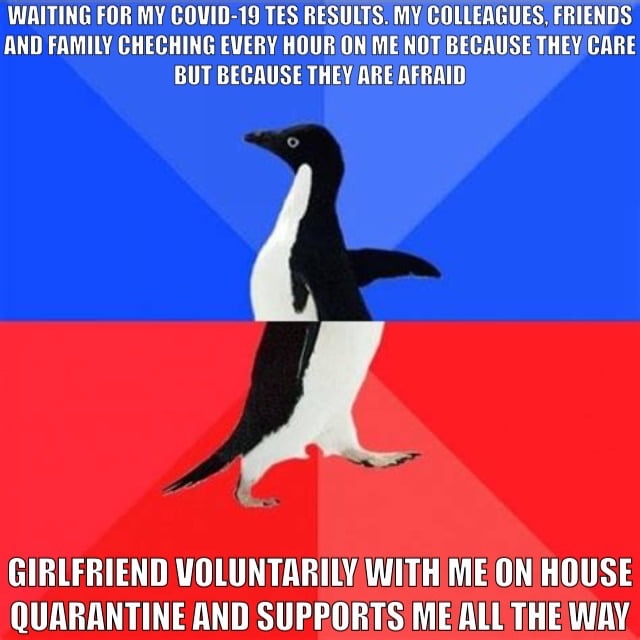 WAITING FOR MY COVID-19 TES RESULTS. MY COLLEAGUES, FRIENDS
AND FAMILY CHECHING EVERY HOUR ON ME NOT BECAUSE THEY CARE
BUT BECAUSE THEY ARE AFRAID
GIRLFRIEND VOLUNTARILY WITH ME ON HOUSE
QUARANTINE AND SUPPORTS ME ALL THE WAY